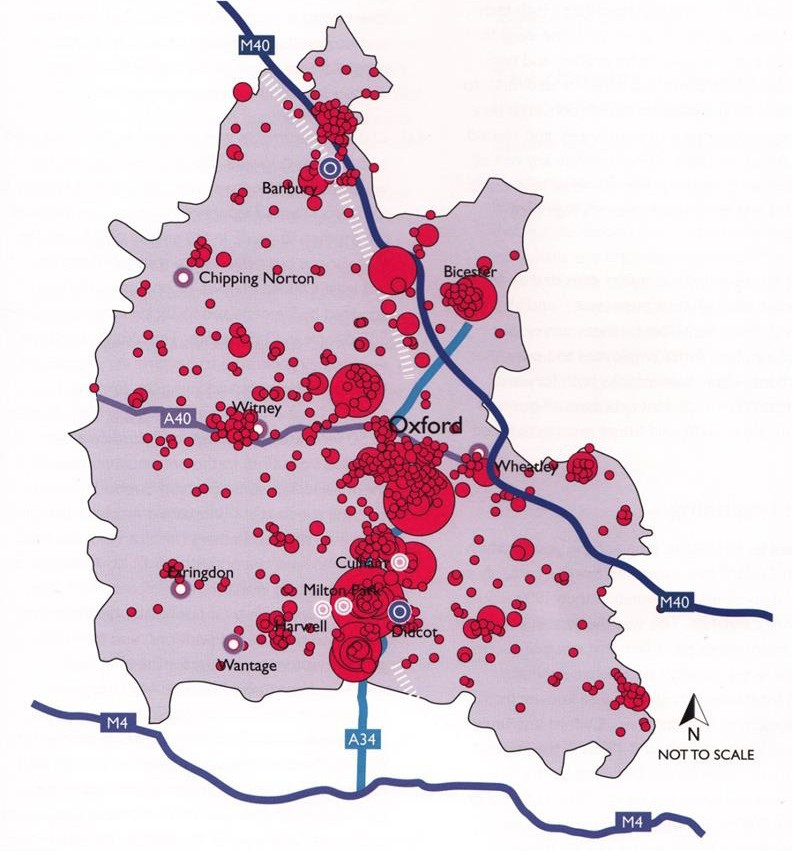 M40
Banbury
Chipping Norton
Bicester
Witney
A40
Oxford
Wheatley
Culham
Faringdon
Milton Park
M40
Harwell
Didcot
Wantage
M4
A34
N
NOT TO SCALE
M4